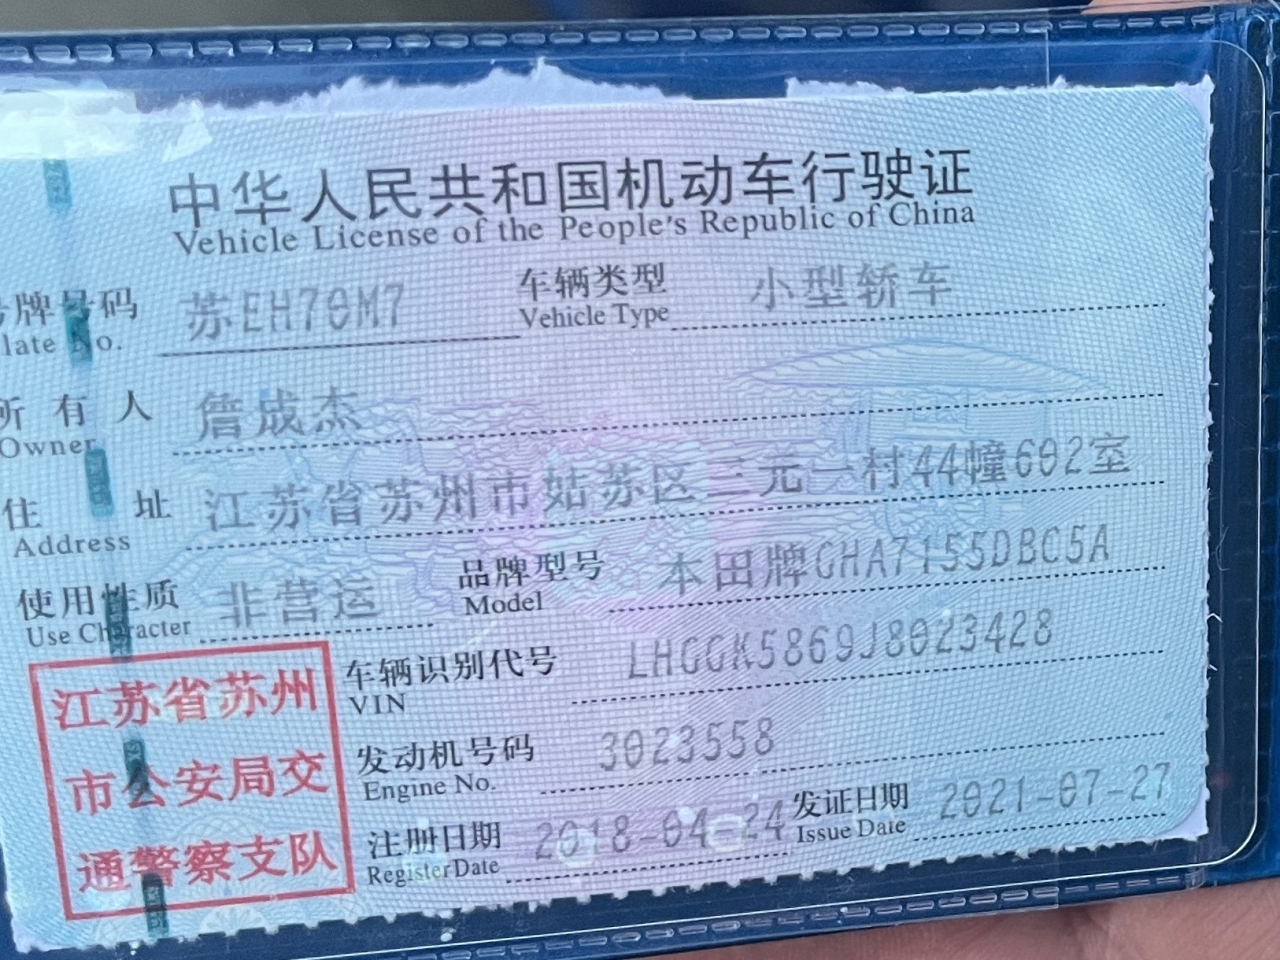 中华人民共和国机动车行驶证
Vehicle License of the People's Republic of China
号牌号码 苏EH70M7 车辆类型 小型轿车
late No. Vehicle Type
所有人 詹成杰
Owner
住址 江苏省苏州市姑苏区三元一村44幢602室
Address
使用性质 非营运 品牌型号 本田牌GHA7155DBC5A
Use Character Model
车辆识别代号 LHGGK5869J8023428
VIN
发动机号码 3023558
Engine No.
注册日期 2018-04-24 发证日期 2021-07-27
Register Date Issue Date
江苏省苏州
市公安局交
通警察支队